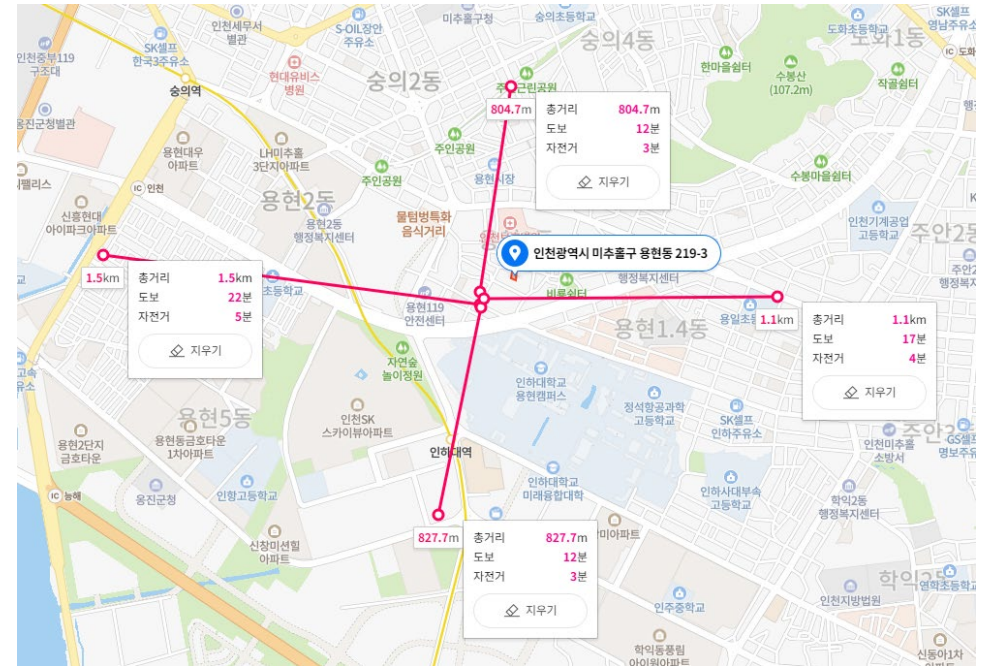 인천세무서
별관
S-OIL장안
주유소
미추홀구청
숭의초등학교
도화초등학교
SK셀프
영남주유소
인천중부119
구조대
SK셀프
한국3주유소
숭의4동
도화1동
IC 도화
현대유비스
병원
숭의2동
한마음쉼터
수봉산
(107.2m)
작골쉼터
숭의역
804.7m
총거리 804.7m
도보 12분
자전거 3분
지우기
옹진군청별관
용현대우
아파트
LH미추홀
3단지아파트
주인공원
주인공원
수봉마을쉼터
IC 인천
신흥현대
아이파크아파트
용현2동
용현2동
행정복지센터
물텀벙특화
음식거리
인천기계공업
고등학교
주안2동
인천광역시 미추홀구 용현동 219-3
행정복지센터
비룡쉼터
1.5km
총거리 1.5km
도보 22분
자전거 5분
지우기
초등학교
용현119
안전센터
용현1.4동
1.1km
총거리 1.1km
도보 17분
자전거 4분
지우기
자연숲
놀이정원
인하대학교
용현캠퍼스
정석항공과학
고등학교
SK셀프
인하주유소
용현5동
용현2단지
금호타운
용현동금호타운
1차아파트
인천SK
스카이뷰아파트
인하대역
인천미추홀
소방서
GS셀프
명보주유
IC 능해
옹진군청
인항고등학교
인하대학교
미래융합대학
인하사대부속
고등학교
학익2동
행정복지센터
신창미션힐
아파트
827.7m
총거리 827.7m
도보 12분
자전거 3분
지우기
인주중학교
인천지방법원
연학초등학교
학익동풍림
아이원아파트
신동아1차